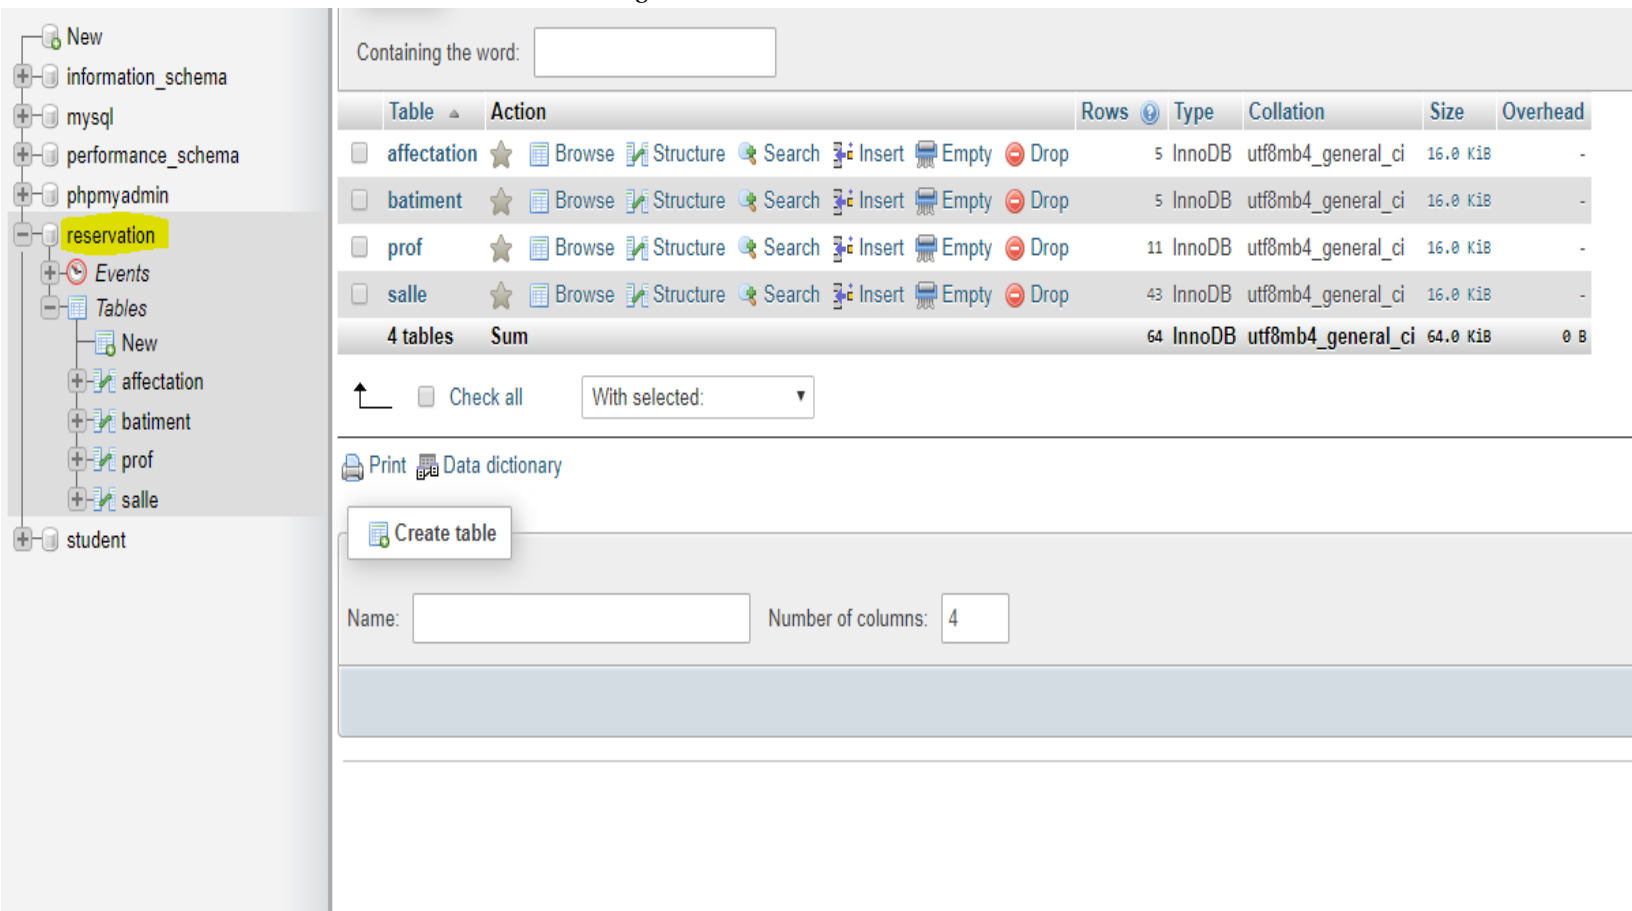 New
information_schema
mysql
performance_schema
phpmyadmin
reservation
Events
Tables
New
affectation
batiment
prof
salle
student
Containing the word:
Table Action Rows Type Collation Size Overhead
affectation Browse Structure Search Insert Empty Drop 5 InnoDB utf8mb4_general_ci 16.0 KiB -
batiment Browse Structure Search Insert Empty Drop 5 InnoDB utf8mb4_general_ci 16.0 KiB -
prof Browse Structure Search Insert Empty Drop 11 InnoDB utf8mb4_general_ci 16.0 KiB -
salle Browse Structure Search Insert Empty Drop 43 InnoDB utf8mb4_general_ci 16.0 KiB -
4 tables Sum 64 InnoDB utf8mb4_general_ci 64.0 KiB 0 B
Check all With selected:
Print Data dictionary
Create table
Name: Number of columns: 4